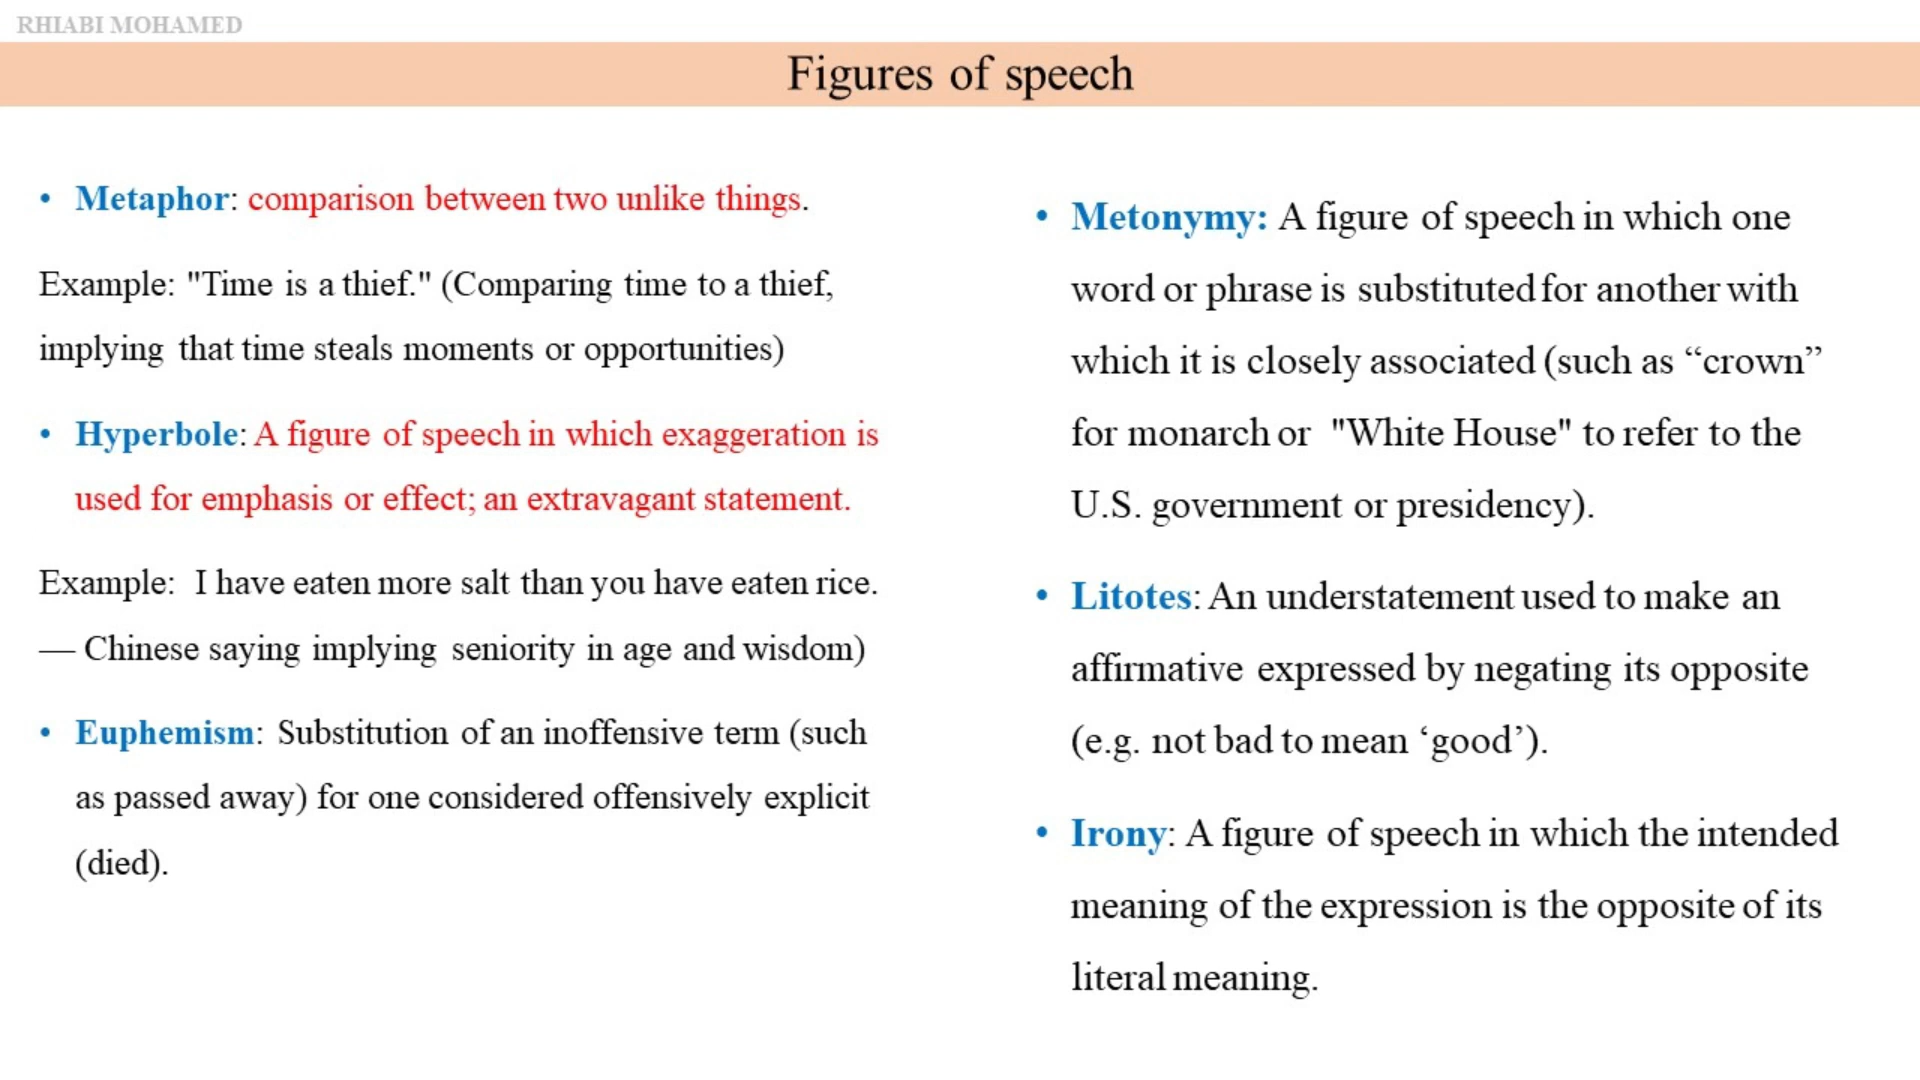 RHIABI MOHAMED
Figures of speech
• Metaphor: comparison between two unlike things.
Example: "Time is a thief." (Comparing time to a thief,
implying that time steals moments or opportunities)
• Hyperbole: A figure of speech in which exaggeration is
used for emphasis or effect; an extravagant statement.
Example: I have eaten more salt than you have eaten rice.
— Chinese saying implying seniority in age and wisdom)
• Euphemism: Substitution of an inoffensive term (such
as passed away) for one considered offensively explicit
(died).
• Metonymy: A figure of speech in which one
word or phrase is substituted for another with
which it is closely associated (such as “crown”
for monarch or "White House" to refer to the
U.S. government or presidency).
• Litotes: An understatement used to make an
affirmative expressed by negating its opposite
(e.g. not bad to mean ‘good’).
• Irony: A figure of speech in which the intended
meaning of the expression is the opposite of its
literal meaning.